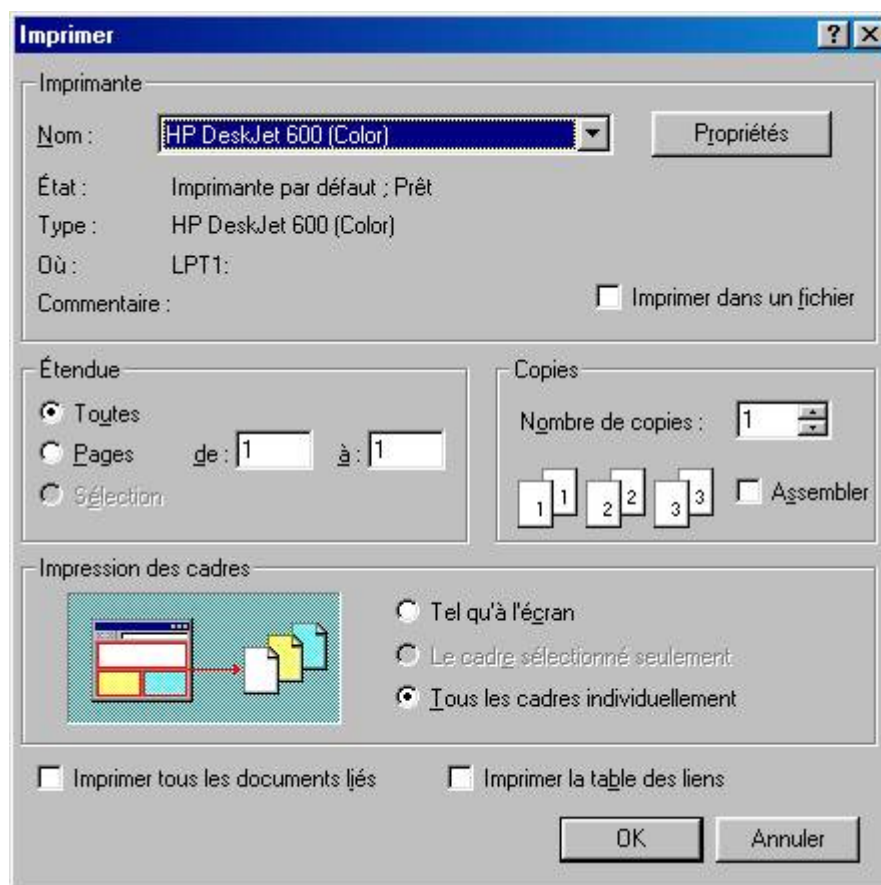 Imprimer
Imprimante
Nom : HP DeskJet 600 (Color) Propriétés
État : Imprimante par défaut ; Prêt
Type : HP DeskJet 600 (Color)
Où : LPT1:
Commentaire : Imprimer dans un fichier
Étendue
Toutes
Pages de : 1 à : 1
Sélection
Copies
Nombre de copies : 1
1 1 2 2 3 3 Assembler
Impression des cadres
Tel qu'à l'écran
Le cadre sélectionné seulement
Tous les cadres individuellement
Imprimer tous les documents liés Imprimer la table des liens
OK Annuler